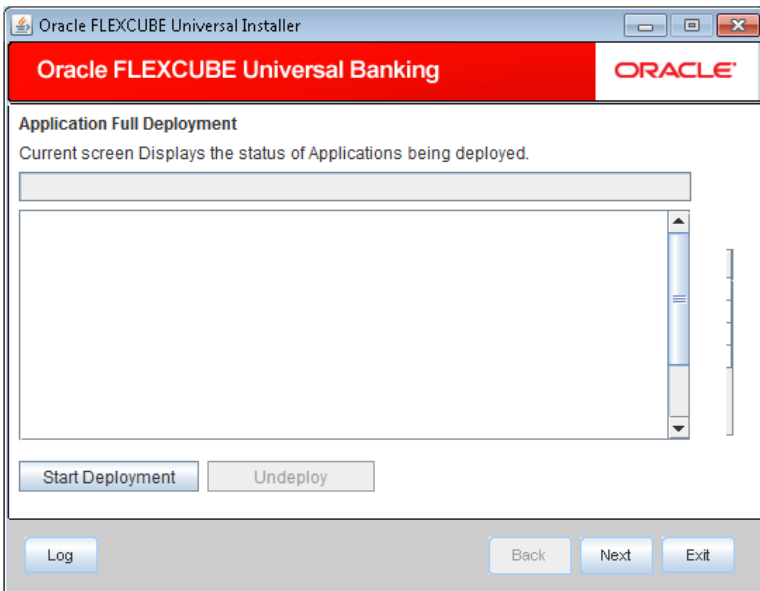 Oracle FLEXCUBE Universal Installer
Oracle FLEXCUBE Universal Banking
ORACLE
Application Full Deployment
Current screen Displays the status of Applications being deployed.
Start Deployment Undeploy
Log Back Next Exit